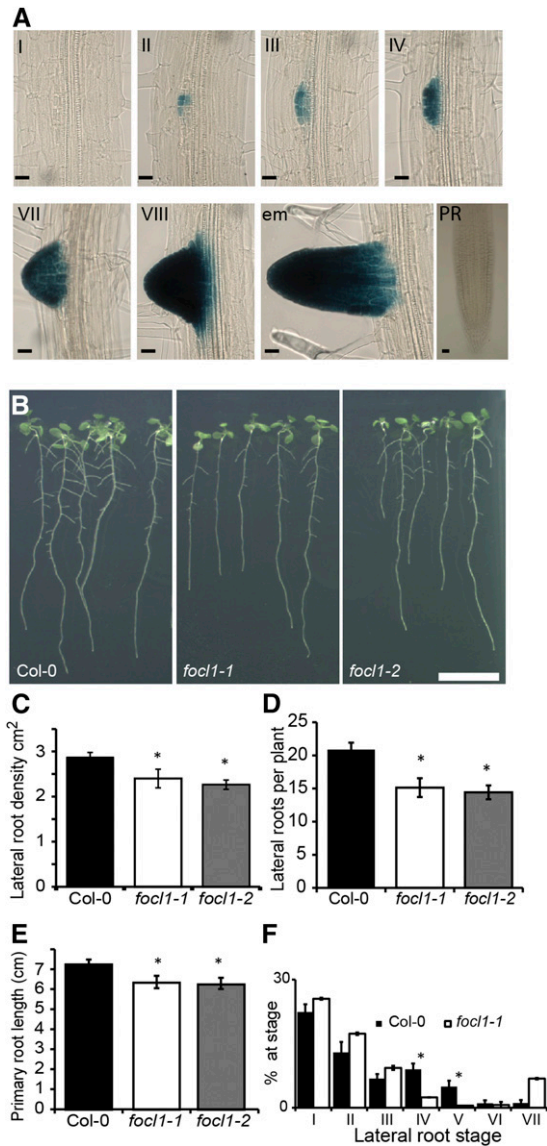 A
I
II
III
IV
VII
VIII
em
PR
B
Col-0
focl1-1
focl1-2
C
Lateral root density cm2
3
2
1
0
Col-0
focl1-1
focl1-2
*
*
D
Lateral roots per plant
25
20
15
10
5
0
Col-0
focl1-1
focl1-2
*
*
E
Primary root length (cm)
7
6
5
4
3
2
1
0
Col-0
focl1-1
focl1-2
*
*
F
% at stage
30
0
Col-0
focl1-1
*
*
I
II
III
IV
V
VI
VII
Lateral root stage